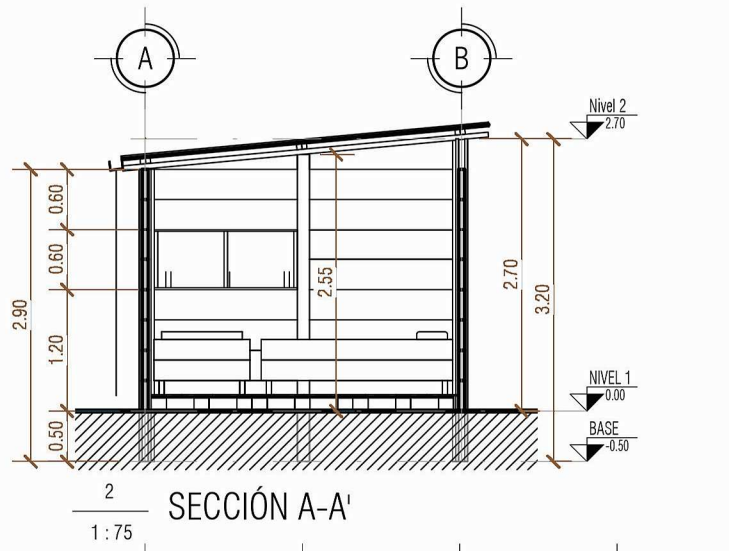 A
B
Nivel 2
2.70
0.60
0.60
2.55
2.70
3.20
2.90
1.20
NIVEL 1
0.00
BASE
-0.50
0.50
2
SECCIÓN A-A'
1 : 75